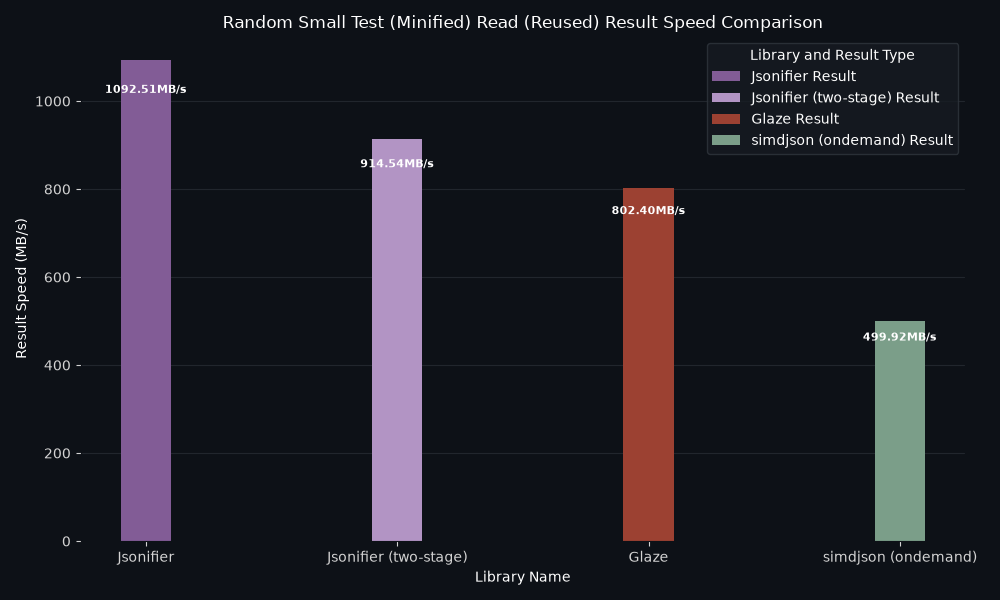 Random Small Test (Minified) Read (Reused) Result Speed Comparison
Library and Result Type
Jsonifier Result
Jsonifier (two-stage) Result
Glaze Result
simdjson (ondemand) Result
1092.51MB/s
914.54MB/s
802.40MB/s
499.92MB/s
Result Speed (MB/s)
1000
800
600
400
200
0
Jsonifier
Jsonifier (two-stage)
Glaze
simdjson (ondemand)
Library Name